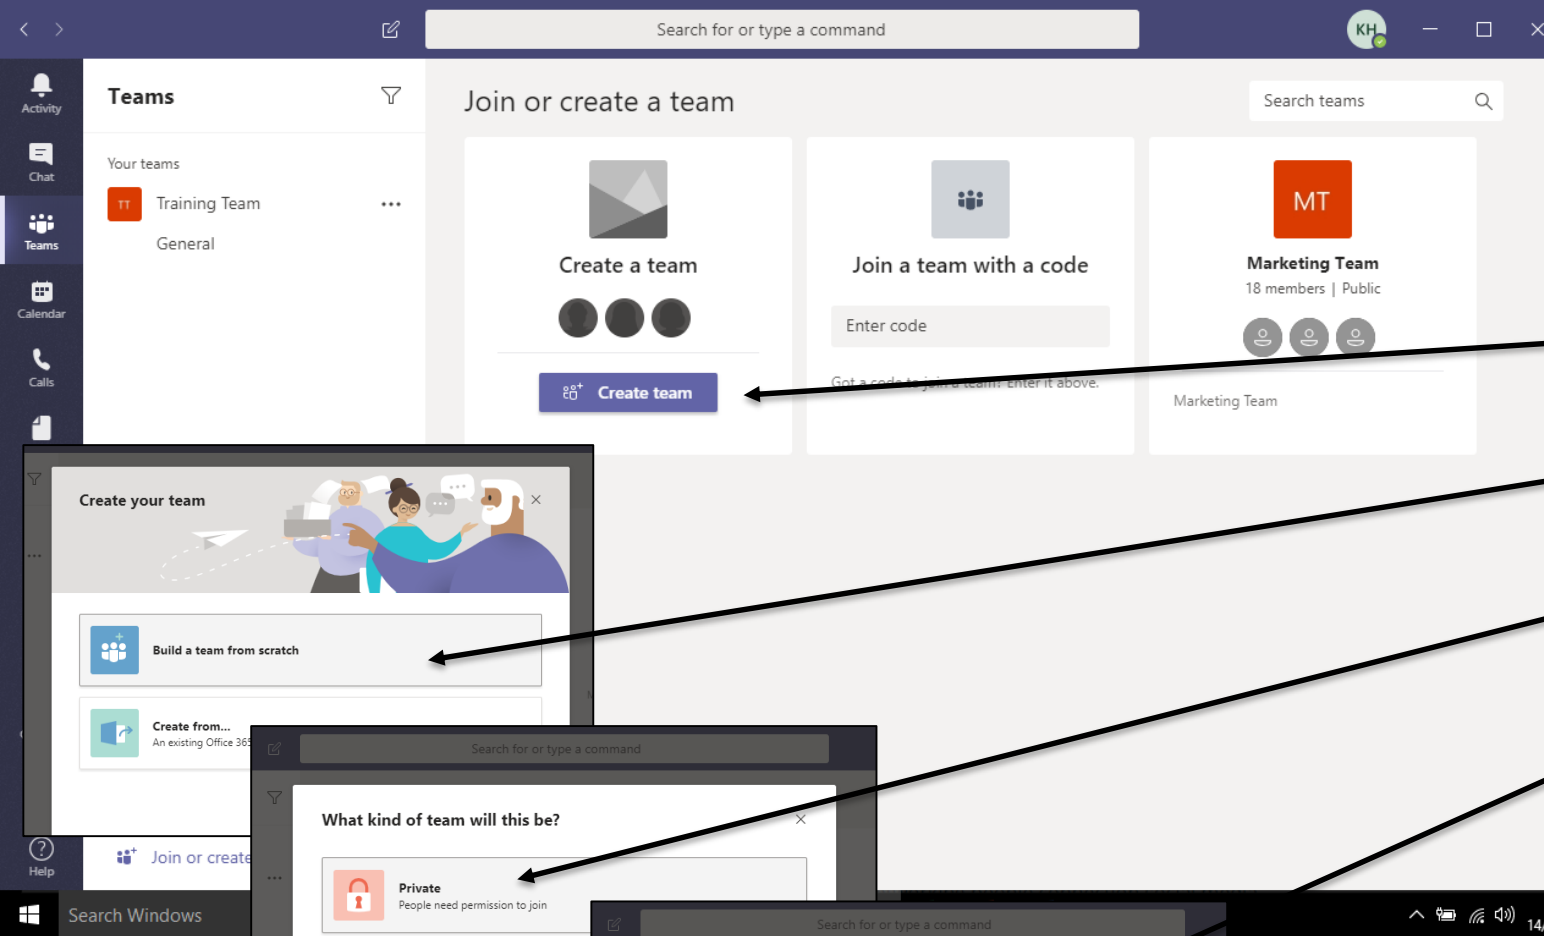 Search for or type a command
KH
Activity
Chat
Teams
Calendar
Calls
Help
Teams
Your teams
TT
Training Team
General
Join or create a team
Search teams
Create a team
Create team
Join a team with a code
Enter code
Got a code to join a team? Enter it above.
MT
Marketing Team
18 members | Public
Marketing Team
Create your team
Build a team from scratch
Create from...
An existing Office 365
Join or create
Search for or type a command
What kind of team will this be?
Private
People need permission to join
Search for or type a command
Search Windows
14/